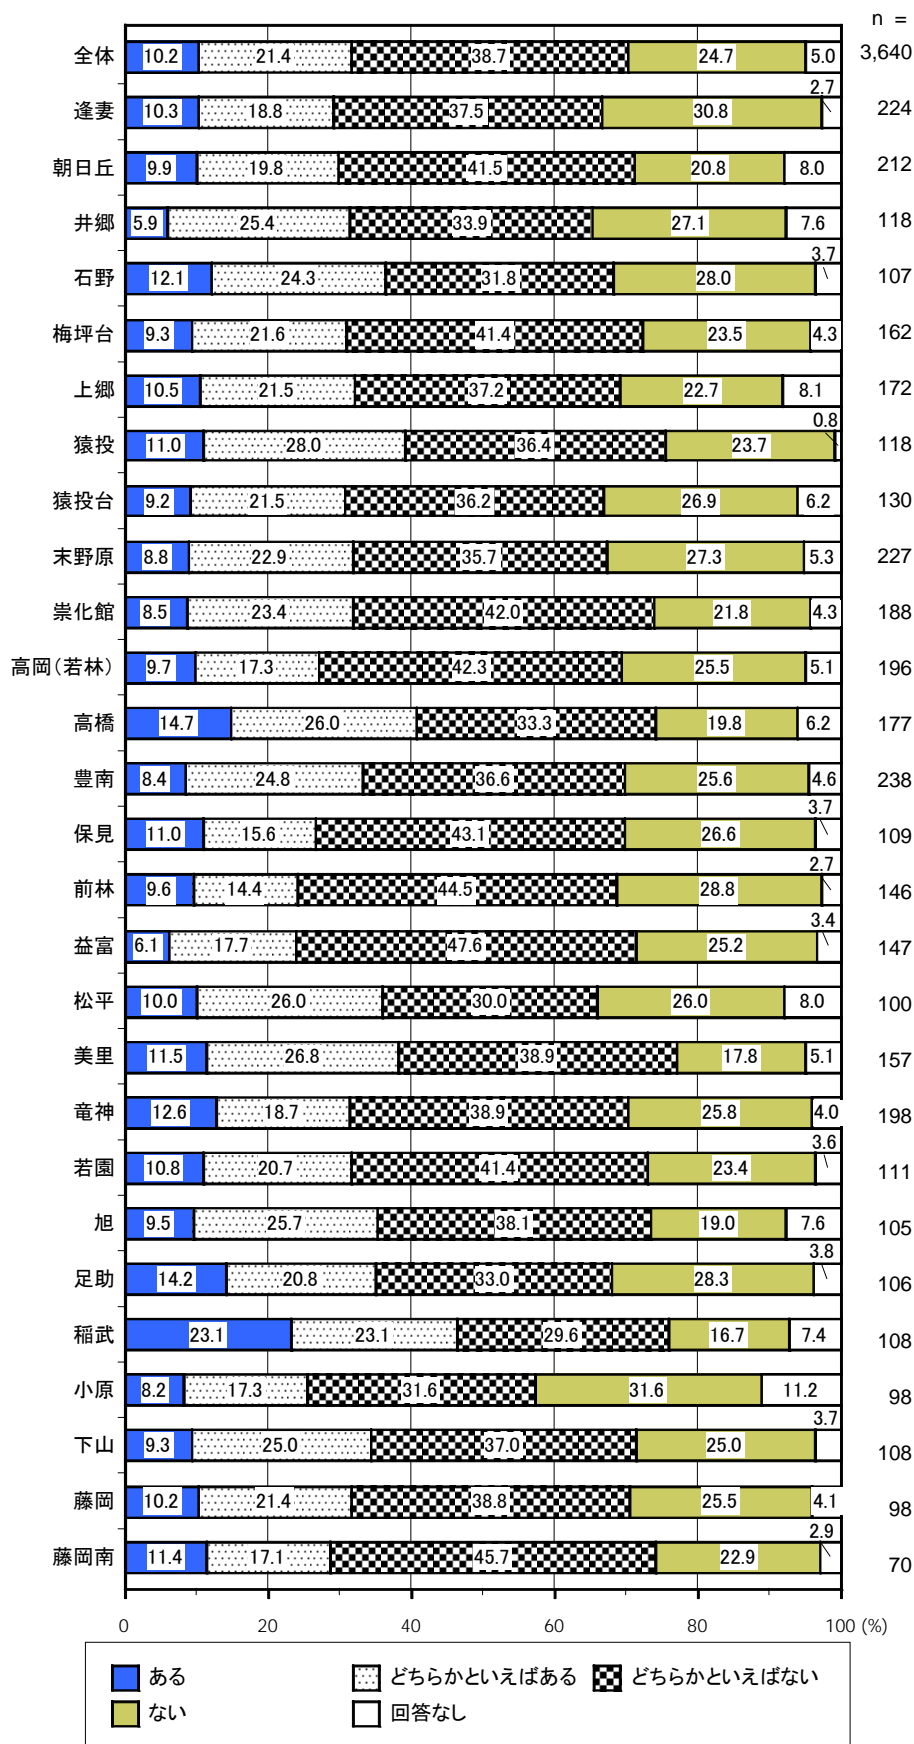 n =
全体 10.2 21.4 38.7 24.7 5.0 3,640
逢妻 10.3 18.8 37.5 30.8 2.7 224
朝日丘 9.9 19.8 41.5 20.8 8.0 212
井郷 5.9 25.4 33.9 27.1 7.6 118
石野 12.1 24.3 31.8 28.0 3.7 107
梅坪台 9.3 21.6 41.4 23.5 4.3 162
上郷 10.5 21.5 37.2 22.7 8.1 172
猿投 11.0 28.0 36.4 23.7 0.8 118
猿投台 9.2 21.5 36.2 26.9 6.2 130
末野原 8.8 22.9 35.7 27.3 5.3 227
崇化館 8.5 23.4 42.0 21.8 4.3 188
高岡(若林) 9.7 17.3 42.3 25.5 5.1 196
高橋 14.7 26.0 33.3 19.8 6.2 177
豊南 8.4 24.8 36.6 25.6 4.6 238
保見 11.0 15.6 43.1 26.6 3.7 109
前林 9.6 14.4 44.5 28.8 2.7 146
益富 6.1 17.7 47.6 25.2 3.4 147
松平 10.0 26.0 30.0 26.0 8.0 100
美里 11.5 26.8 38.9 17.8 5.1 157
竜神 12.6 18.7 38.9 25.8 4.0 198
若園 10.8 20.7 41.4 23.4 3.6 111
旭 9.5 25.7 38.1 19.0 7.6 105
足助 14.2 20.8 33.0 28.3 3.8 106
稲武 23.1 23.1 29.6 16.7 7.4 108
小原 8.2 17.3 31.6 31.6 11.2 98
下山 9.3 25.0 37.0 25.0 3.7 108
藤岡 10.2 21.4 38.8 25.5 4.1 98
藤岡南 11.4 17.1 45.7 22.9 2.9 70
0 20 40 60 80 100 (%)
ある どちらかといえばある どちらかといえばない
ない 回答なし